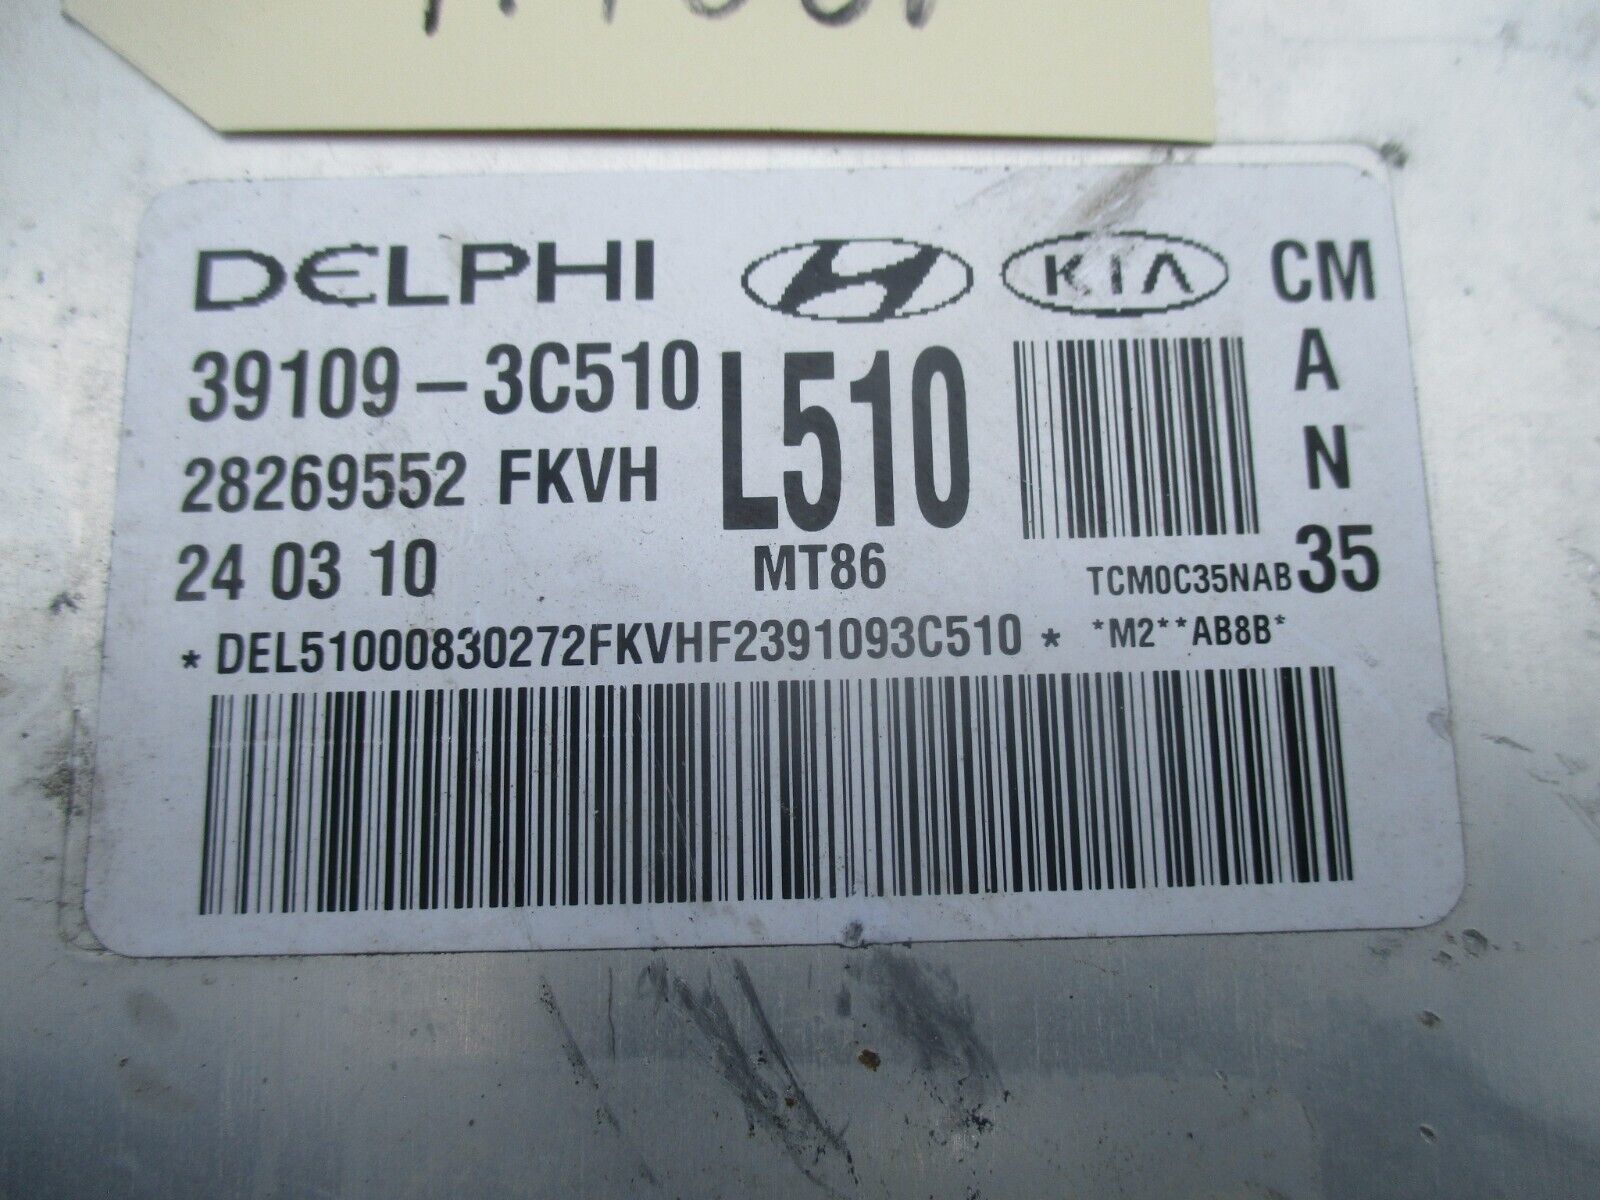 DELPHI KIA CM
39109-3C510 L510 A
28269552 FKVH N
24 03 10 MT86 TCM0C35NAB 35
*DEL51000830272FKVHF2391093C510* *M2**AB8B*